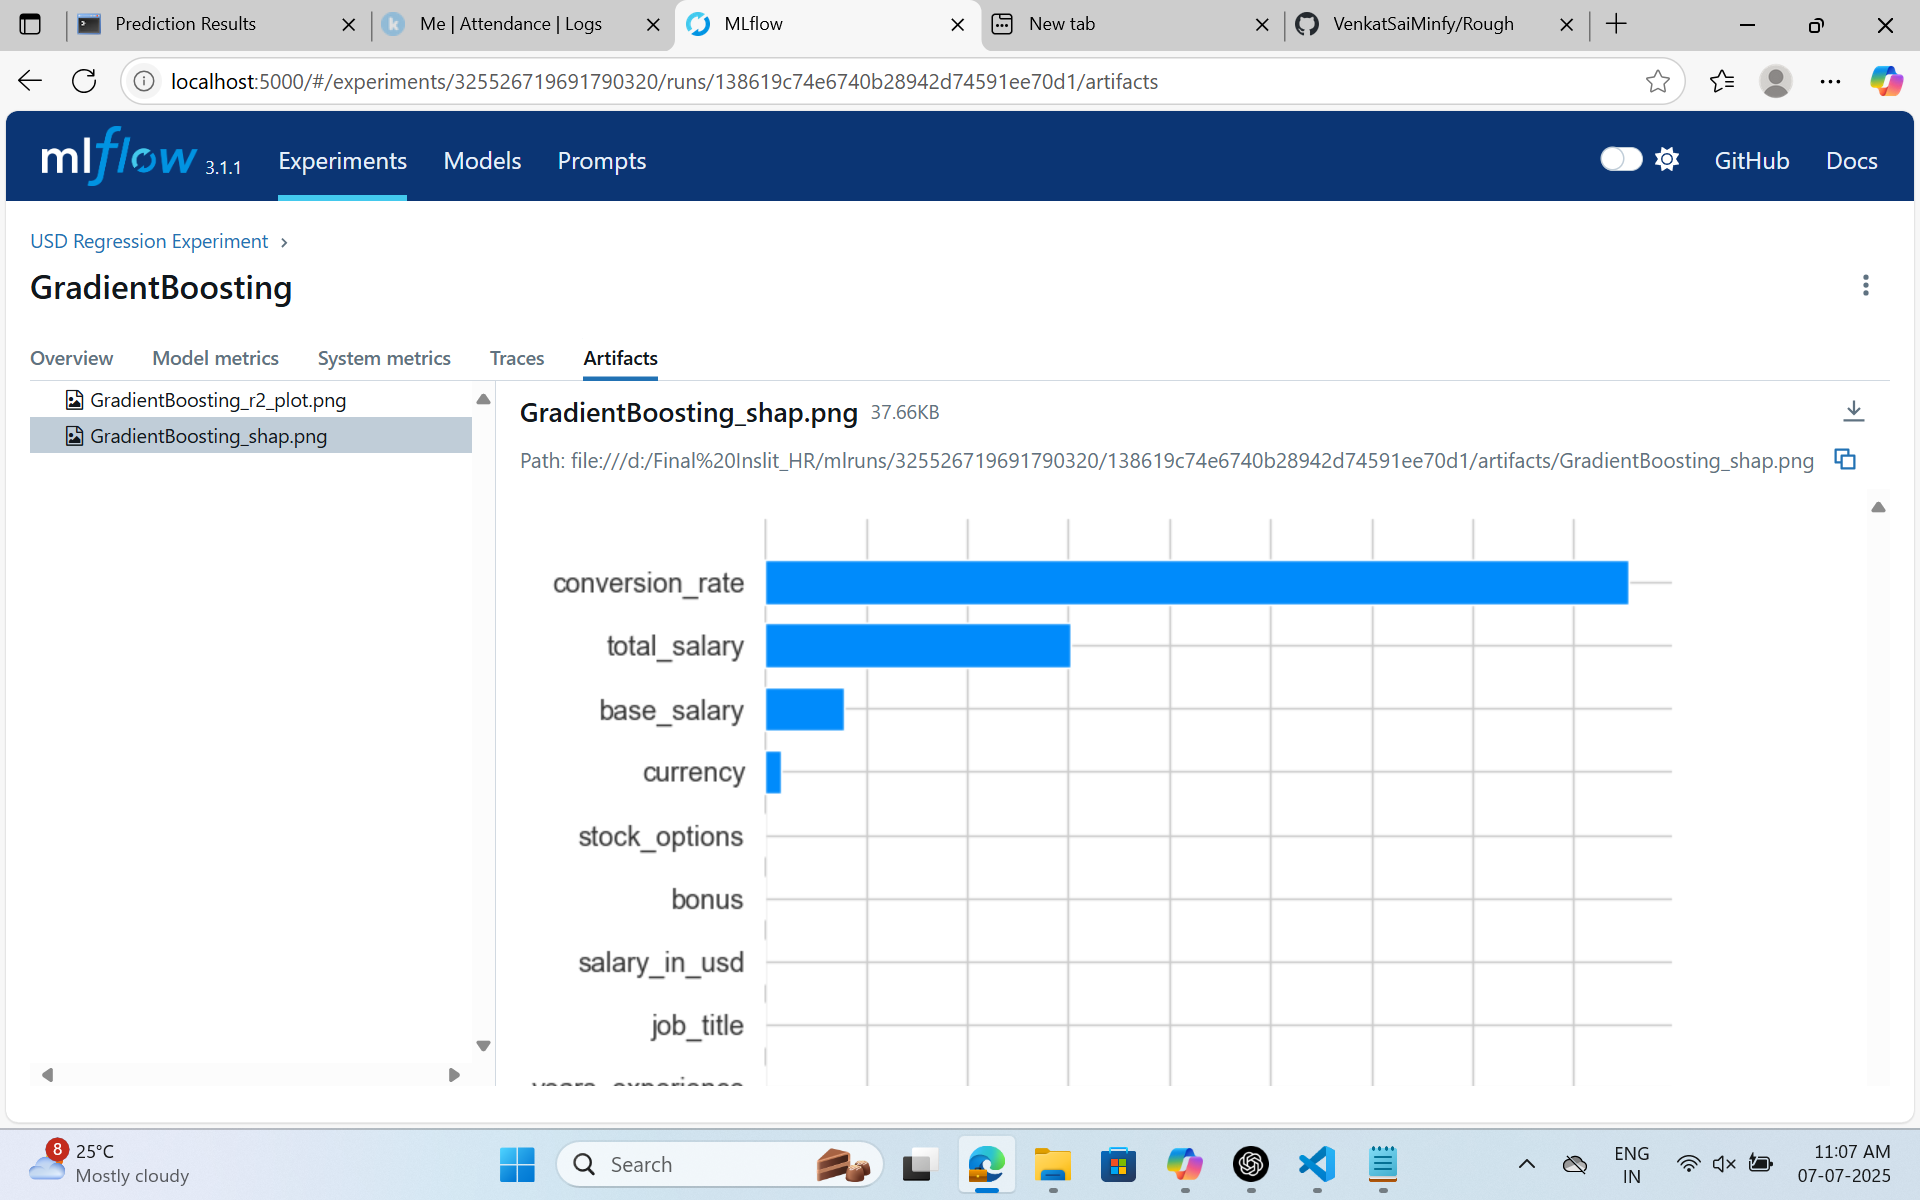 Prediction Results
Me | Attendance | Logs
MLflow
New tab
VenkatSaiMinfy/Rough
localhost:5000/#/experiments/325526719691790320/runs/138619c74e6740b28942d74591ee70d1/artifacts
mlflow 3.1.1
Experiments
Models
Prompts
GitHub
Docs
USD Regression Experiment
GradientBoosting
Overview
Model metrics
System metrics
Traces
Artifacts
GradientBoosting_r2_plot.png
GradientBoosting_shap.png
GradientBoosting_shap.png 37.66KB
Path: file:///d:/Final%20Inslit_HR/mlruns/325526719691790320/138619c74e6740b28942d74591ee70d1/artifacts/GradientBoosting_shap.png
conversion_rate
total_salary
base_salary
currency
stock_options
bonus
salary_in_usd
job_title
years_experience
8
25°C
Mostly cloudy
Search
ENG
IN
11:07 AM
07-07-2025